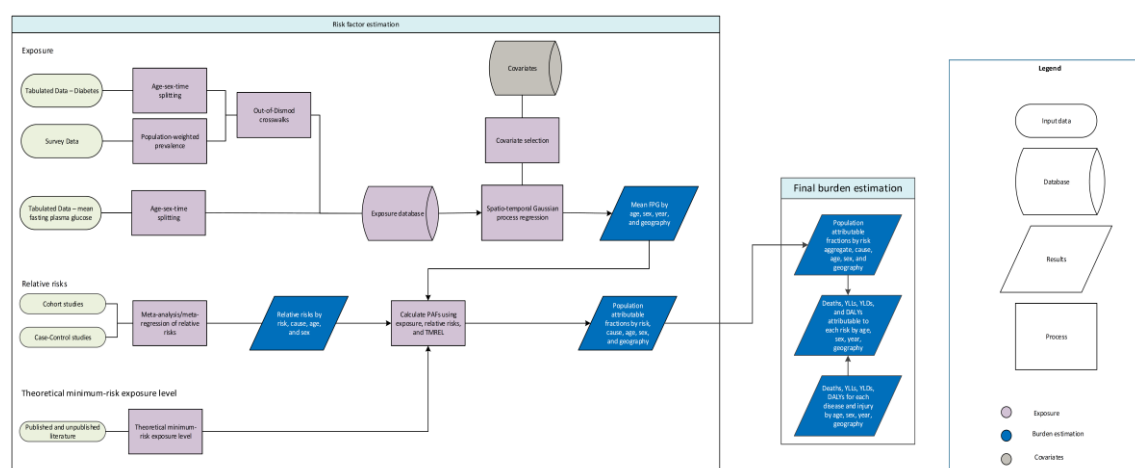 Risk factor estimation
Exposure
Tabulated Data – Diabetes
Age-sex-time
splitting
Survey Data
Population-weighted
prevalence
Out-of-Dismod
crosswalks
Covariates
Covariate selection
Tabulated Data – mean
fasting plasma glucose
Age-sex-time
splitting
Exposure database
Spatio-temporal Gaussian
process regression
Mean FPG by
age, sex, year,
and geography
Relative risks
Cohort studies
Case-Control studies
Meta-analysis/meta-
regression of relative
risks
Relative risks by
risk, cause, age,
and sex
Calculate PAFs using
exposure, relative risks,
and TMREL
Population
attributable
fractions by risk,
cause, age, sex,
and geography
Theoretical minimum-risk exposure level
Published and unpublished
literature
Theoretical minimum-
risk exposure level
Final burden estimation
Population
attributable
fractions by risk
aggregate, cause,
age, sex, and
geography
Deaths, YLLs, YLDs,
and DALYs
attributable to
each risk by age,
sex, year,
geography
Deaths, YLLs, YLDs,
DALYs for each
disease and injury
by age, sex, year,
geography
Legend
Input data
Database
Results
Process
Exposure
Burden estimation
Covariates